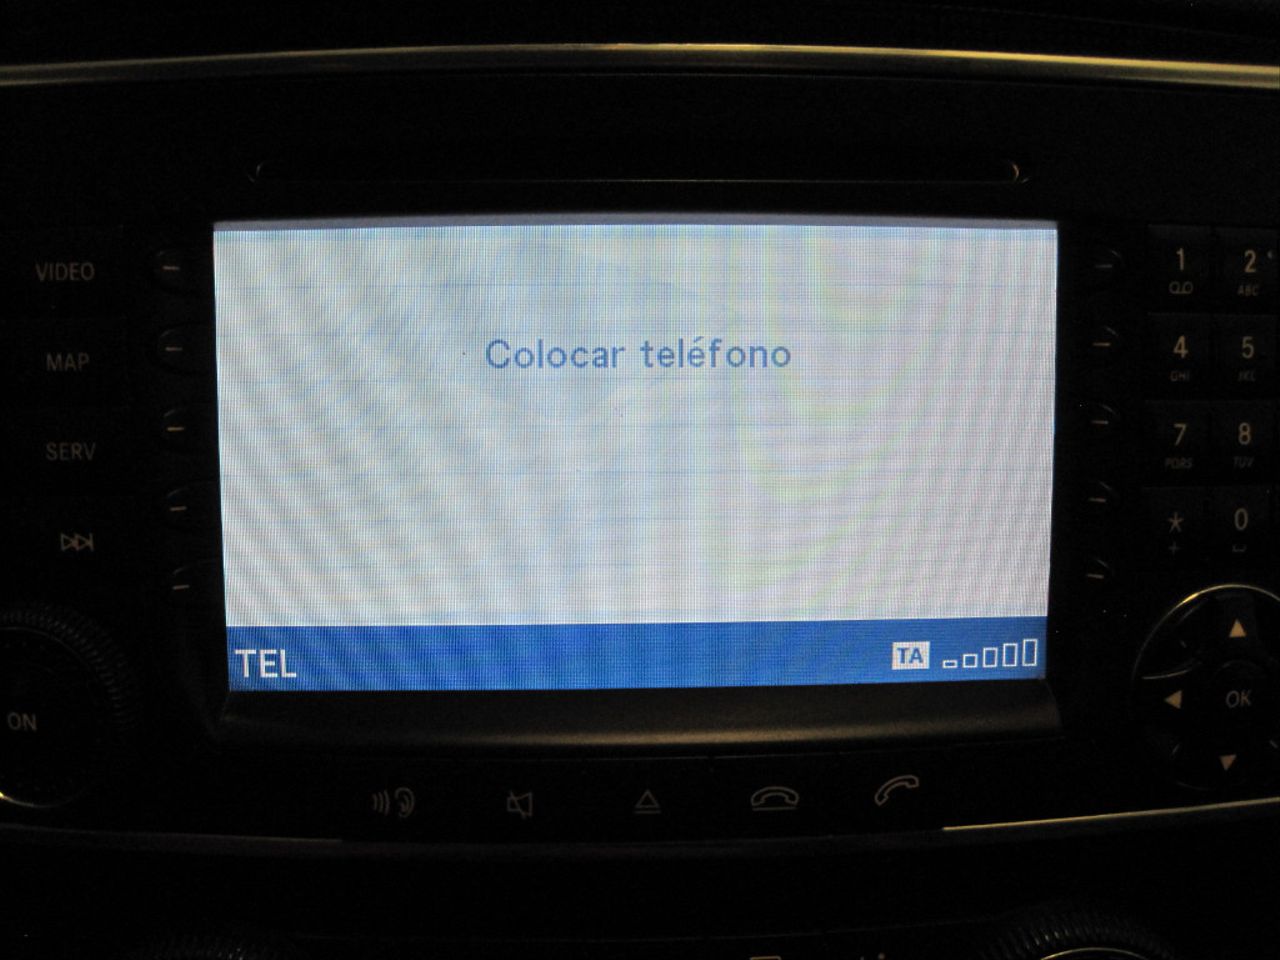 Colocar teléfono
TEL
TA
VIDEO
MAP
SERV
ON
1
2
ABC
4
GHI
5
7
PQRS
8
TUV
*
+
0
OK